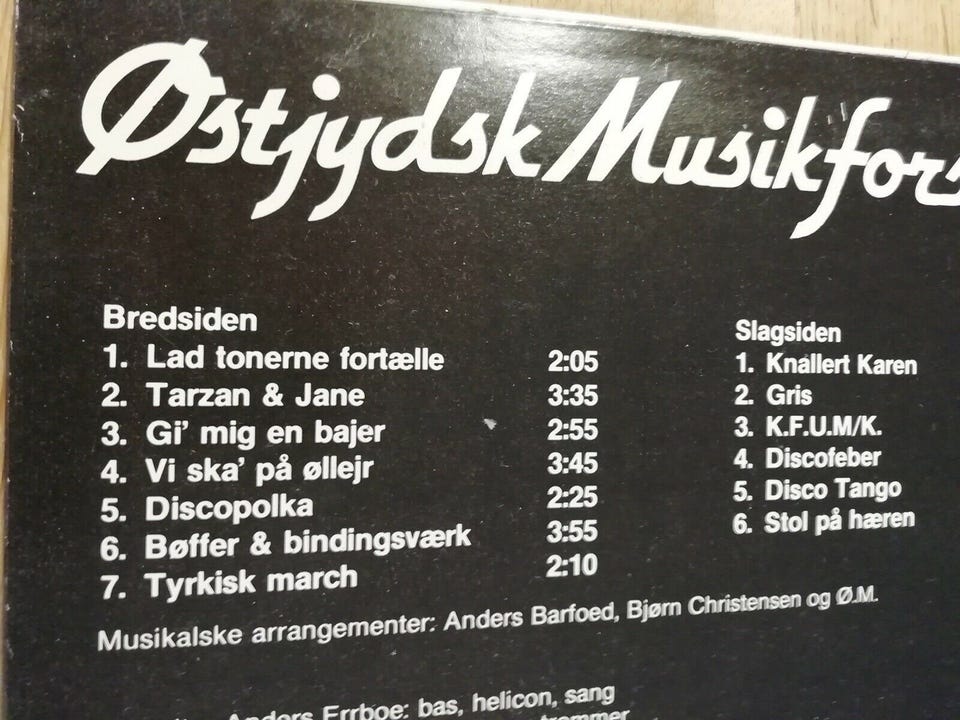 Østjydsk Musikfors
Bredsiden
1. Lad tonerne fortælle 2:05
2. Tarzan & Jane 3:35
3. Gi' mig en bajer 2:55
4. Vi ska' på øllejr 3:45
5. Discopolka 2:25
6. Bøffer & bindingsværk 3:55
7. Tyrkisk march 2:10
Slagsiden
1. Knallert Karen
2. Gris
3. K.F.U.M/K.
4. Discofeber
5. Disco Tango
6. Stol på hæren
Musikalske arrangementer: Anders Barfoed, Bjørn Christensen og Ø.M.
Anders Errboe: bas, helicon, sang
trommer